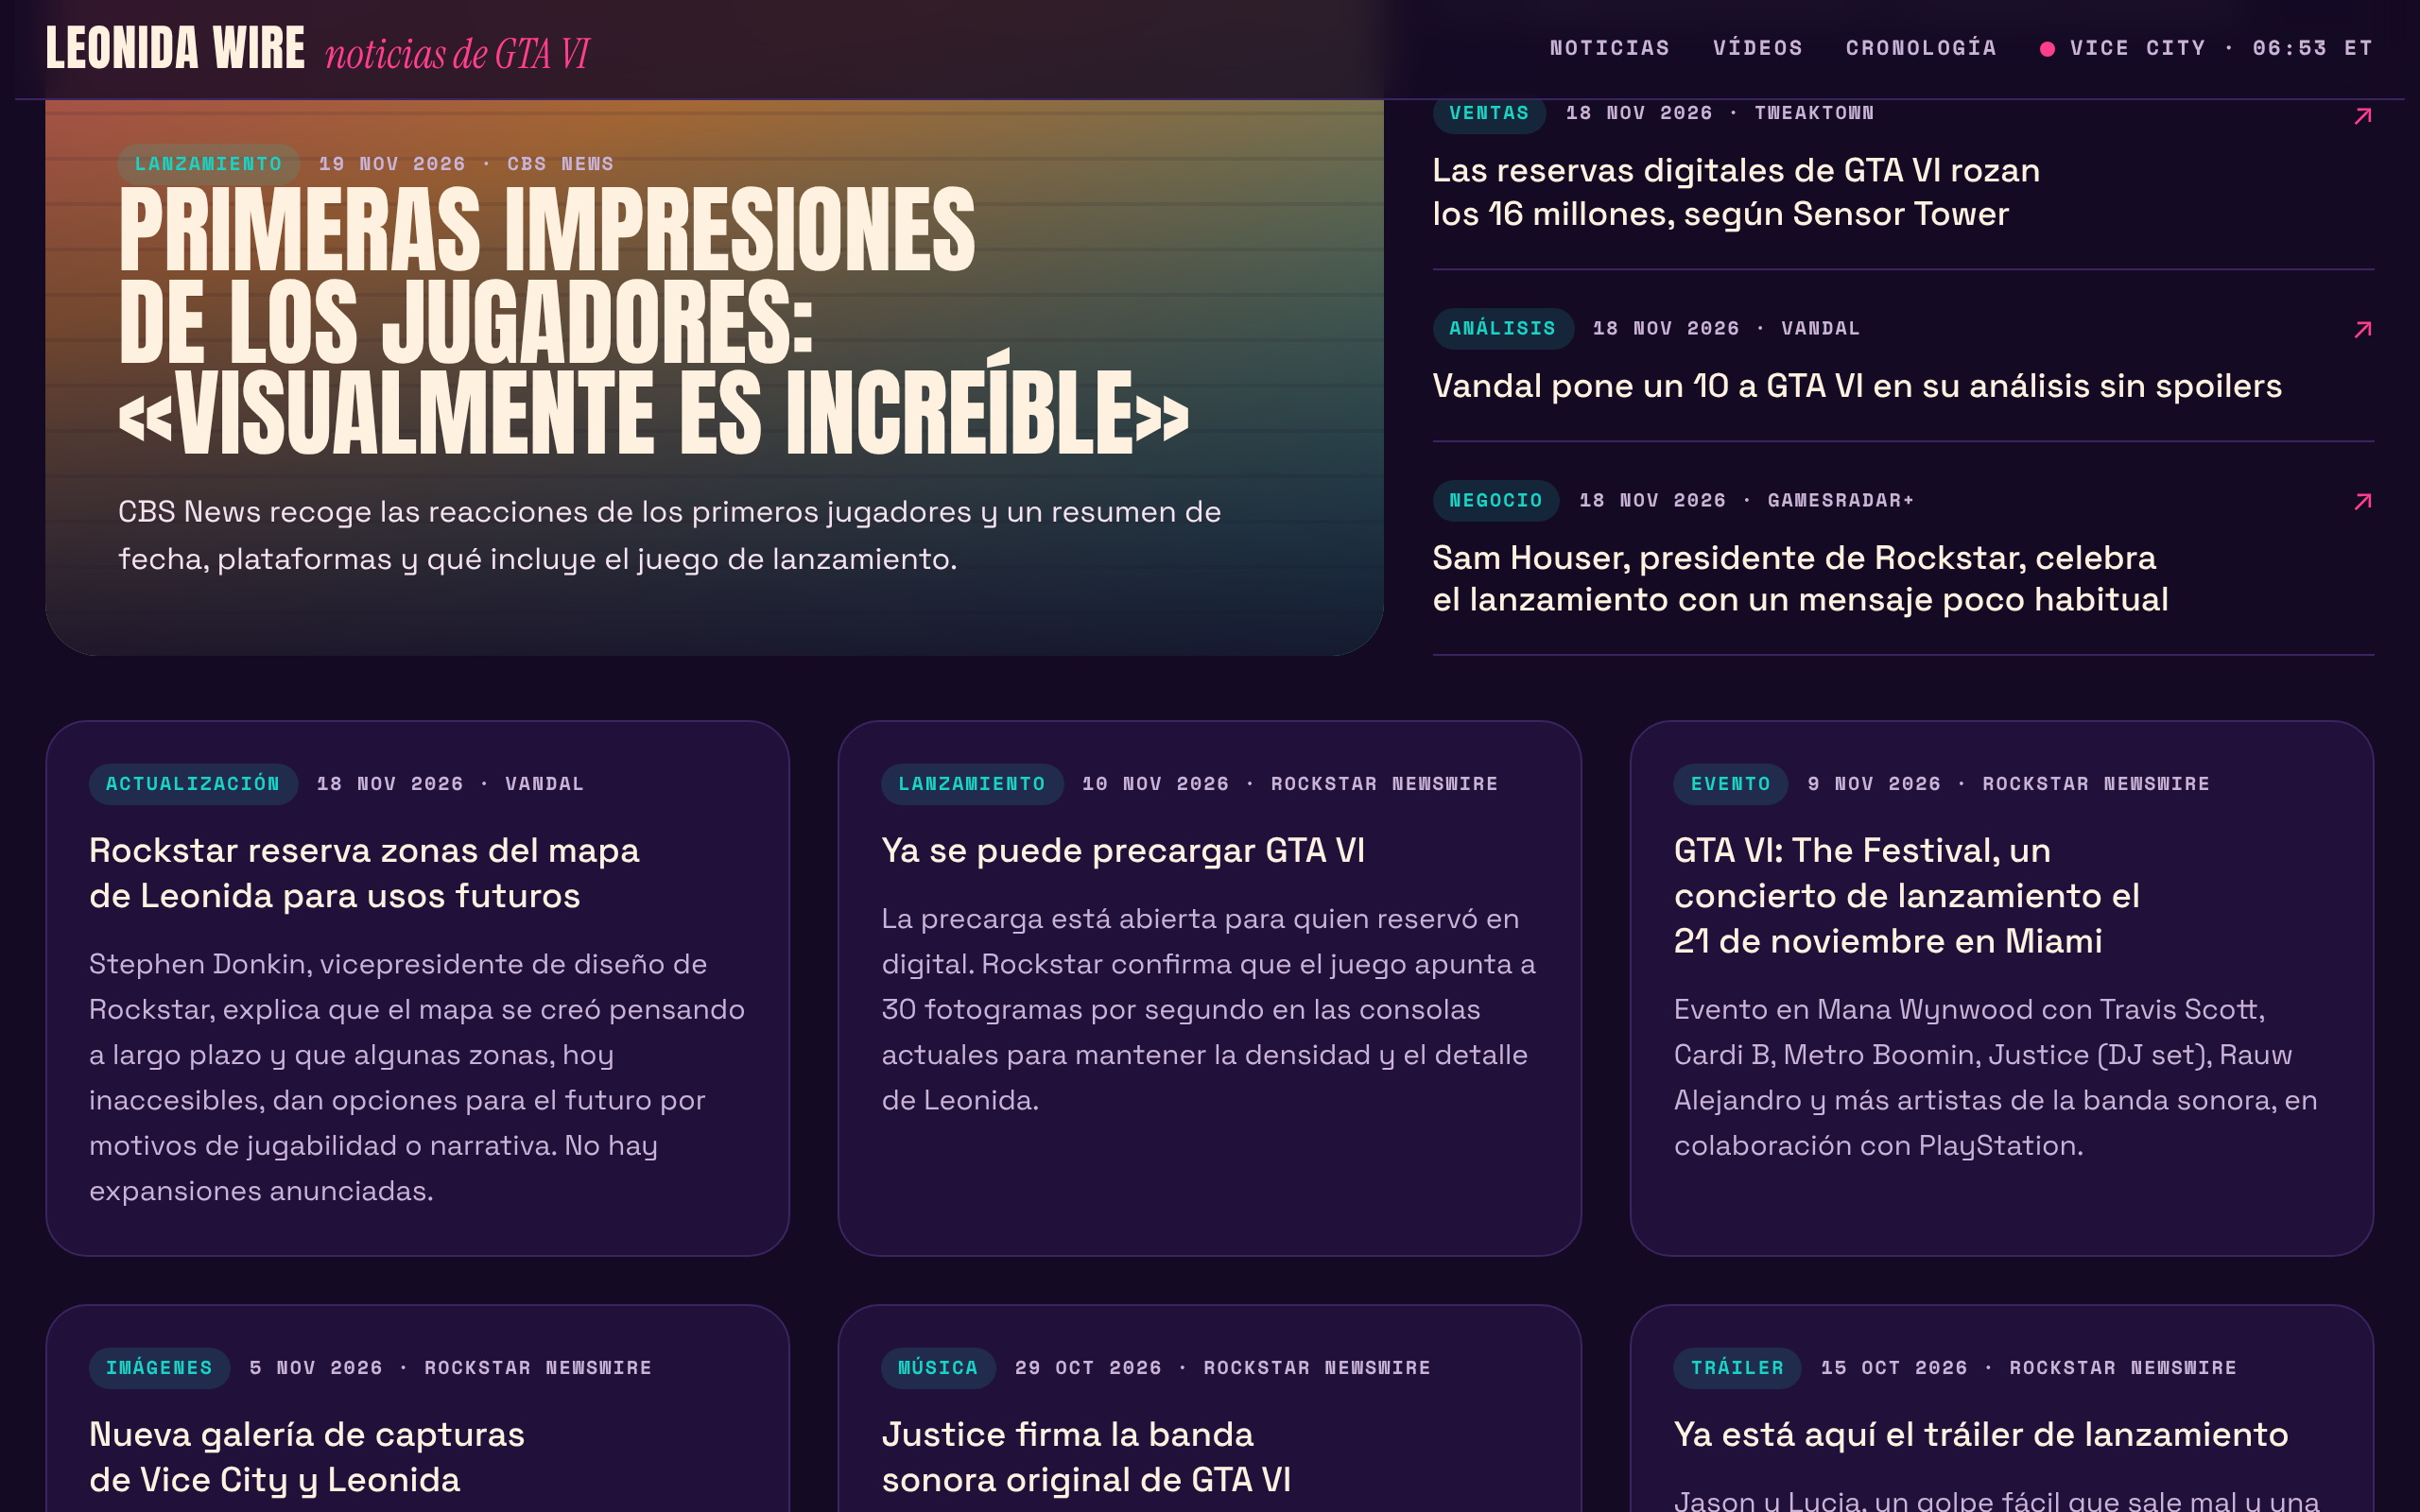 LEONIDA WIRE noticias de GTA VI
NOTICIAS VÍDEOS CRONOLOGÍA VICE CITY · 06:53 ET
LANZAMIENTO 19 NOV 2026 · CBS NEWS
PRIMERAS IMPRESIONES
DE LOS JUGADORES:
«VISUALMENTE ES INCREÍBLE»
CBS News recoge las reacciones de los primeros jugadores y un resumen de
fecha, plataformas y qué incluye el juego de lanzamiento.
VENTAS 18 NOV 2026 · TWEAKTOWN
Las reservas digitales de GTA VI rozan
los 16 millones, según Sensor Tower
ANÁLISIS 18 NOV 2026 · VANDAL
Vandal pone un 10 a GTA VI en su análisis sin spoilers
NEGOCIO 18 NOV 2026 · GAMESRADAR+
Sam Houser, presidente de Rockstar, celebra
el lanzamiento con un mensaje poco habitual
ACTUALIZACIÓN 18 NOV 2026 · VANDAL
Rockstar reserva zonas del mapa
de Leonida para usos futuros
Stephen Donkin, vicepresidente de diseño de
Rockstar, explica que el mapa se creó pensando
a largo plazo y que algunas zonas, hoy
inaccesibles, dan opciones para el futuro por
motivos de jugabilidad o narrativa. No hay
expansiones anunciadas.
LANZAMIENTO 10 NOV 2026 · ROCKSTAR NEWSWIRE
Ya se puede precargar GTA VI
La precarga está abierta para quien reservó en
digital. Rockstar confirma que el juego apunta a
30 fotogramas por segundo en las consolas
actuales para mantener la densidad y el detalle
de Leonida.
EVENTO 9 NOV 2026 · ROCKSTAR NEWSWIRE
GTA VI: The Festival, un
concierto de lanzamiento el
21 de noviembre en Miami
Evento en Mana Wynwood con Travis Scott,
Cardi B, Metro Boomin, Justice (DJ set), Rauw
Alejandro y más artistas de la banda sonora, en
colaboración con PlayStation.
IMÁGENES 5 NOV 2026 · ROCKSTAR NEWSWIRE
Nueva galería de capturas
de Vice City y Leonida
MÚSICA 29 OCT 2026 · ROCKSTAR NEWSWIRE
Justice firma la banda
sonora original de GTA VI
TRÁILER 15 OCT 2026 · ROCKSTAR NEWSWIRE
Ya está aquí el tráiler de lanzamiento
Jason y Lucia, un golpe fácil que sale mal y una